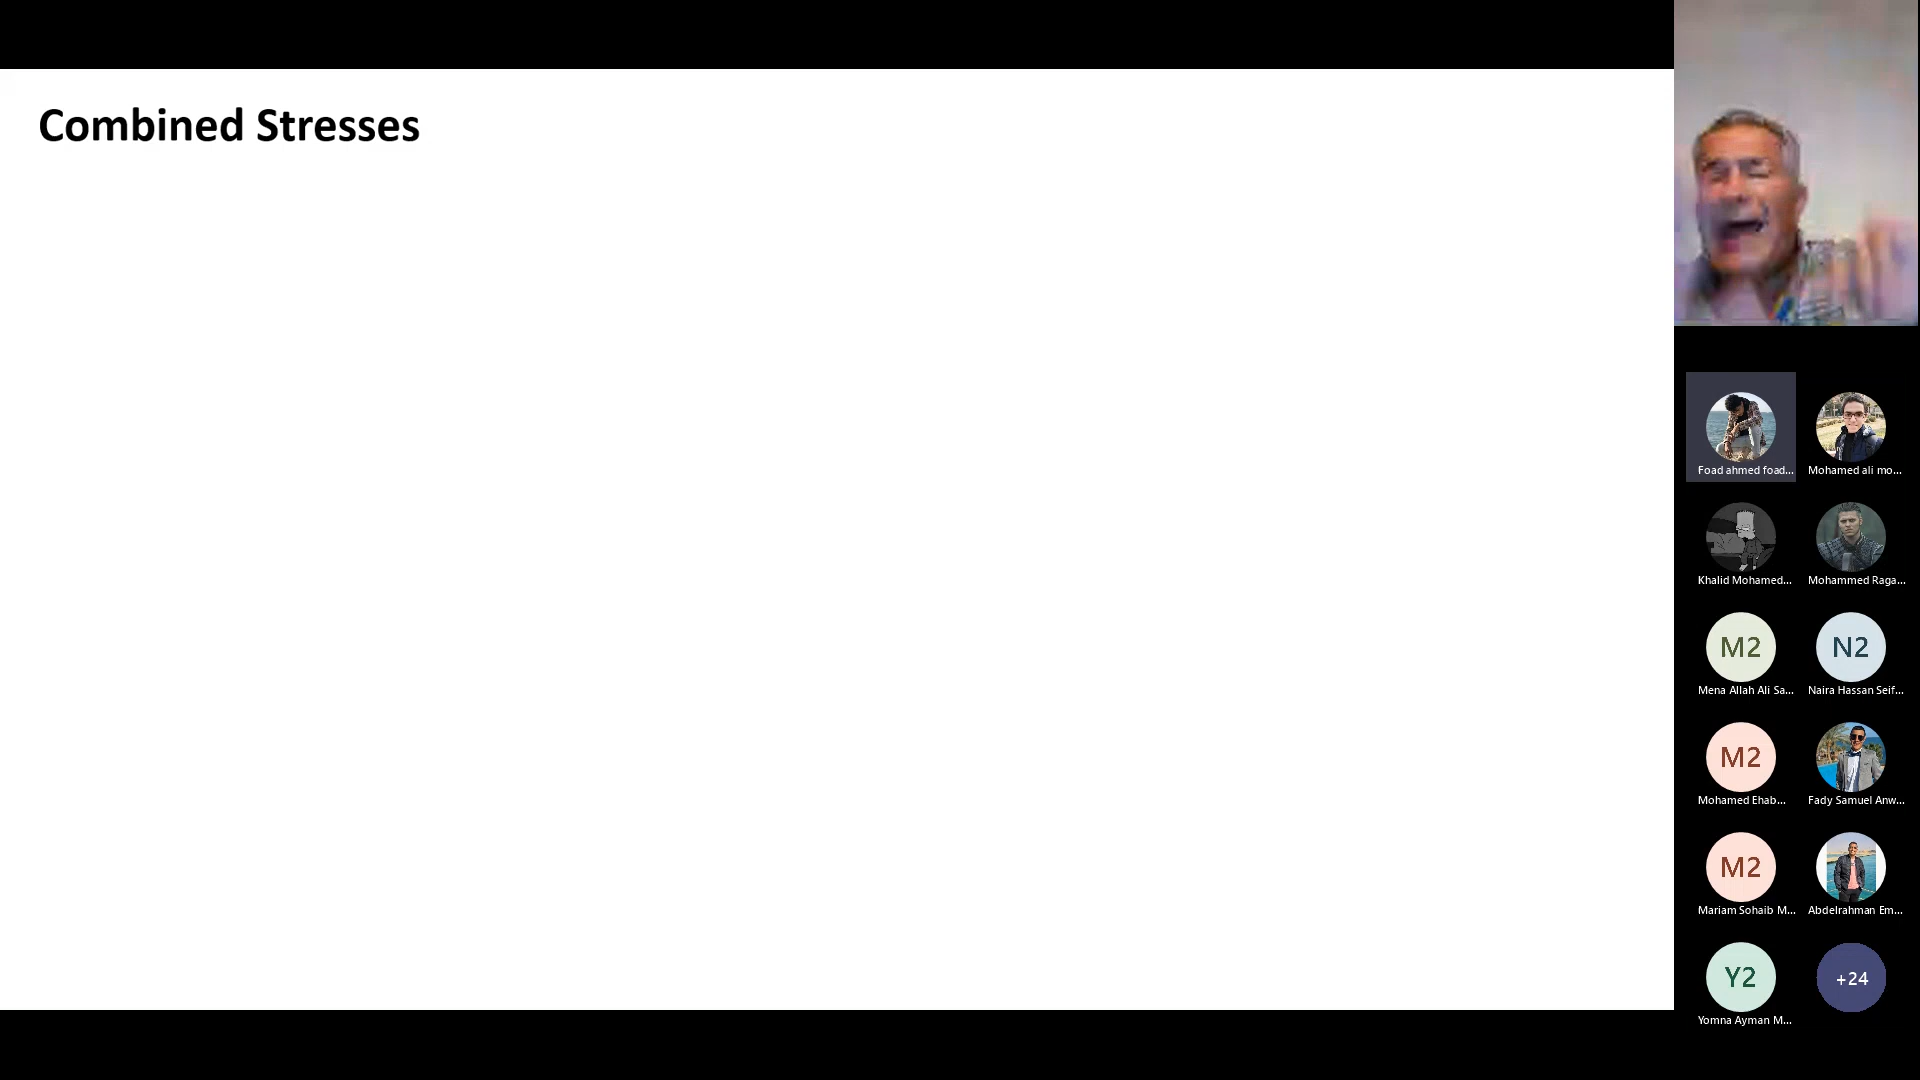 Combined Stresses
Foad ahmed foad...
Mohamed ali mo...
Khalid Mohamed...
Mohammed Raga...
M2
N2
Mena Allah Ali Sa...
Naira Hassan Seif...
M2
Mohamed Ehab...
Fady Samuel Anw...
M2
Mariam Sohaib M...
Abdelrahman Em...
Y2
+24
Yomna Ayman M...